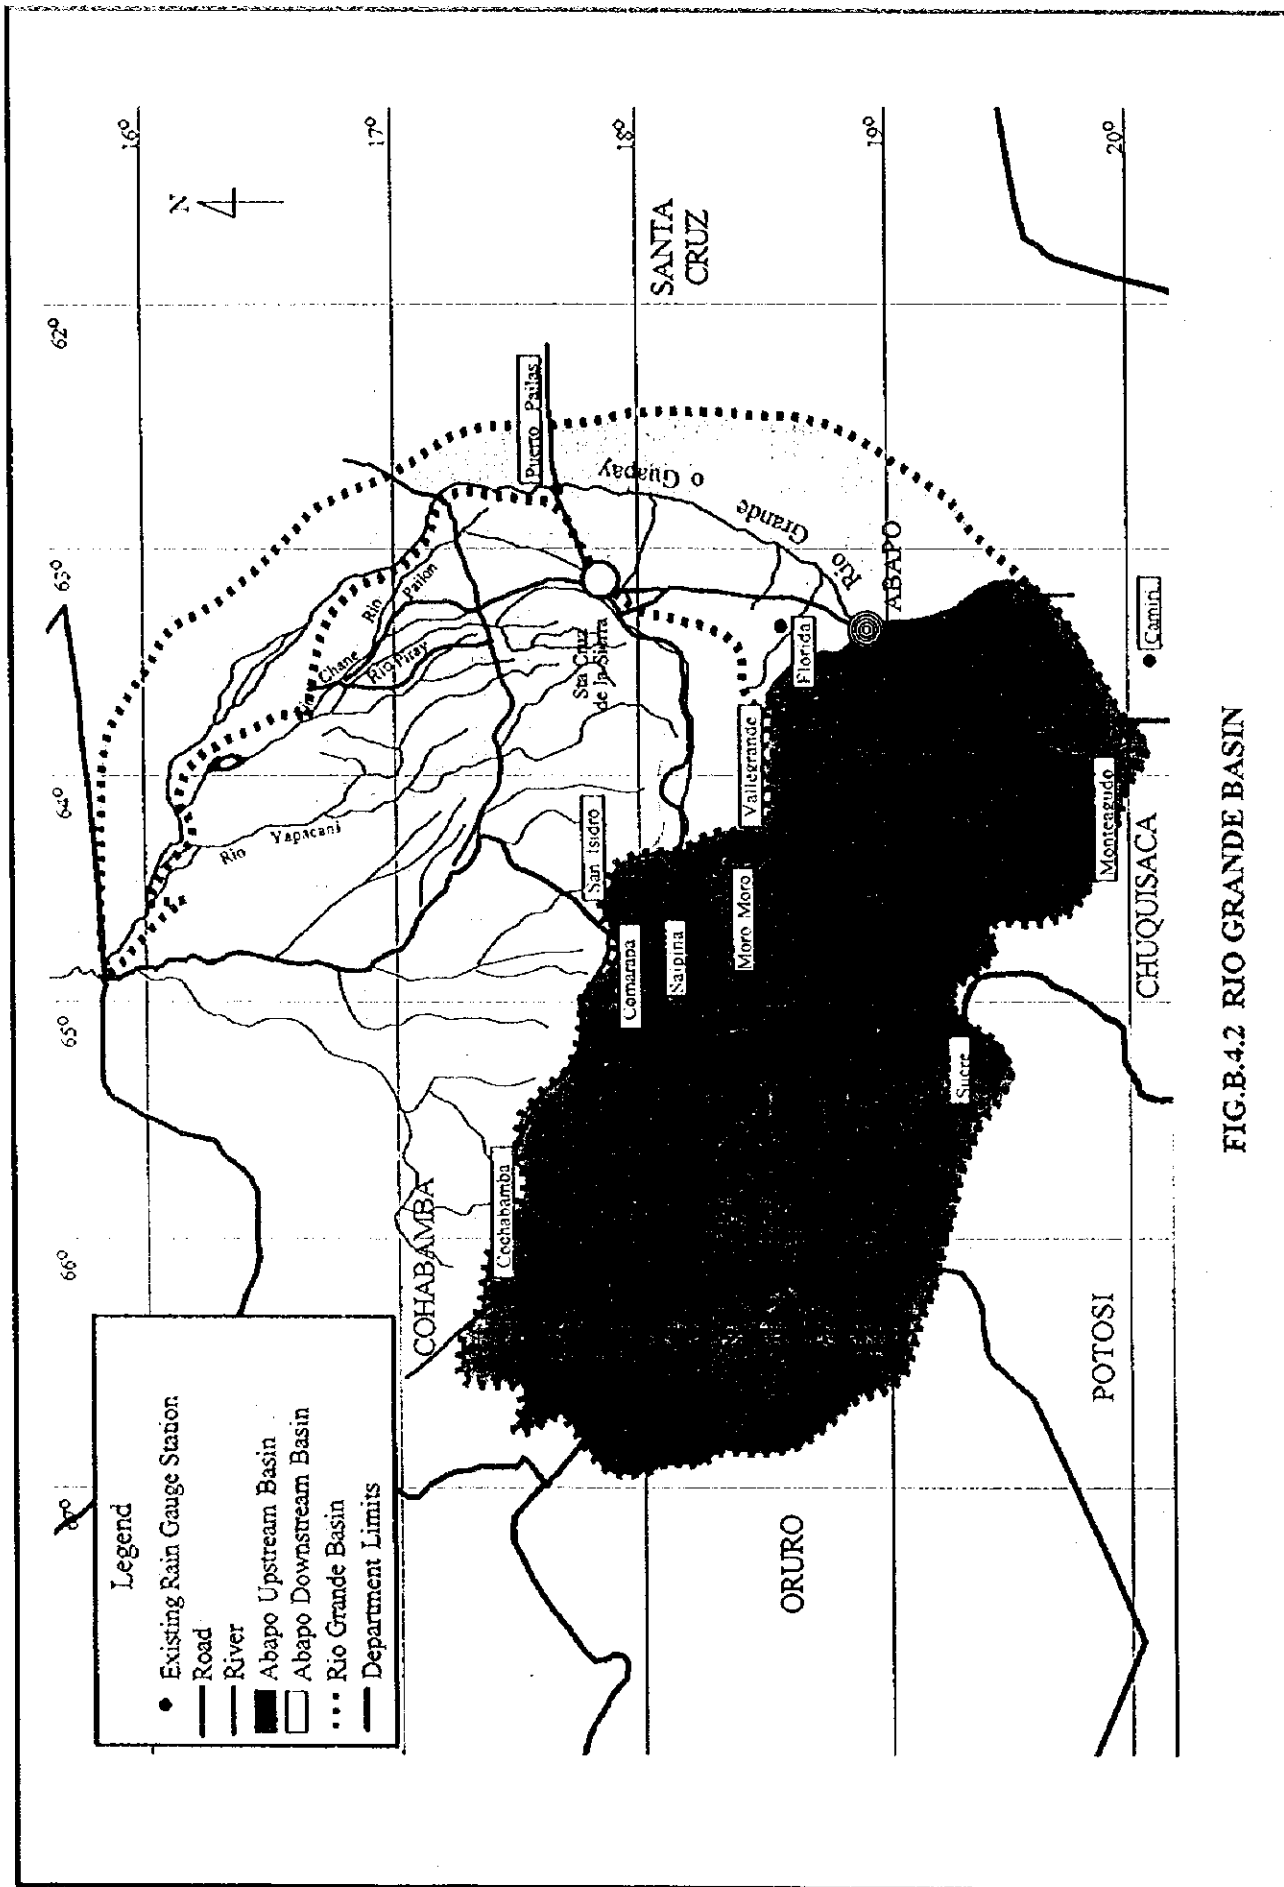 Legend
Existing Rain Gauge Station
Road
River
Abapo Upstream Basin
Abapo Downstream Basin
Rio Grande Basin
Department Limits
66°
65°
64°
63°
62°
N
16°
17°
18°
19°
20°
Rio Yapacani
Chane
Rio Piray
Rio Pailon
COHABAMBA
Cochabamba
San Isidro
Comarapa
Saipina
Moro Moro
Vallegrande
Sta Cruz
de la Sierra
Florida
Puerto Pailas
Rio Grande o Guapay
SANTA
CRUZ
ABAPO
Sucre
Monteagudo
Camiri
ORURO
POTOSI
CHUQUISACA
FIG.B.4.2 RIO GRANDE BASIN